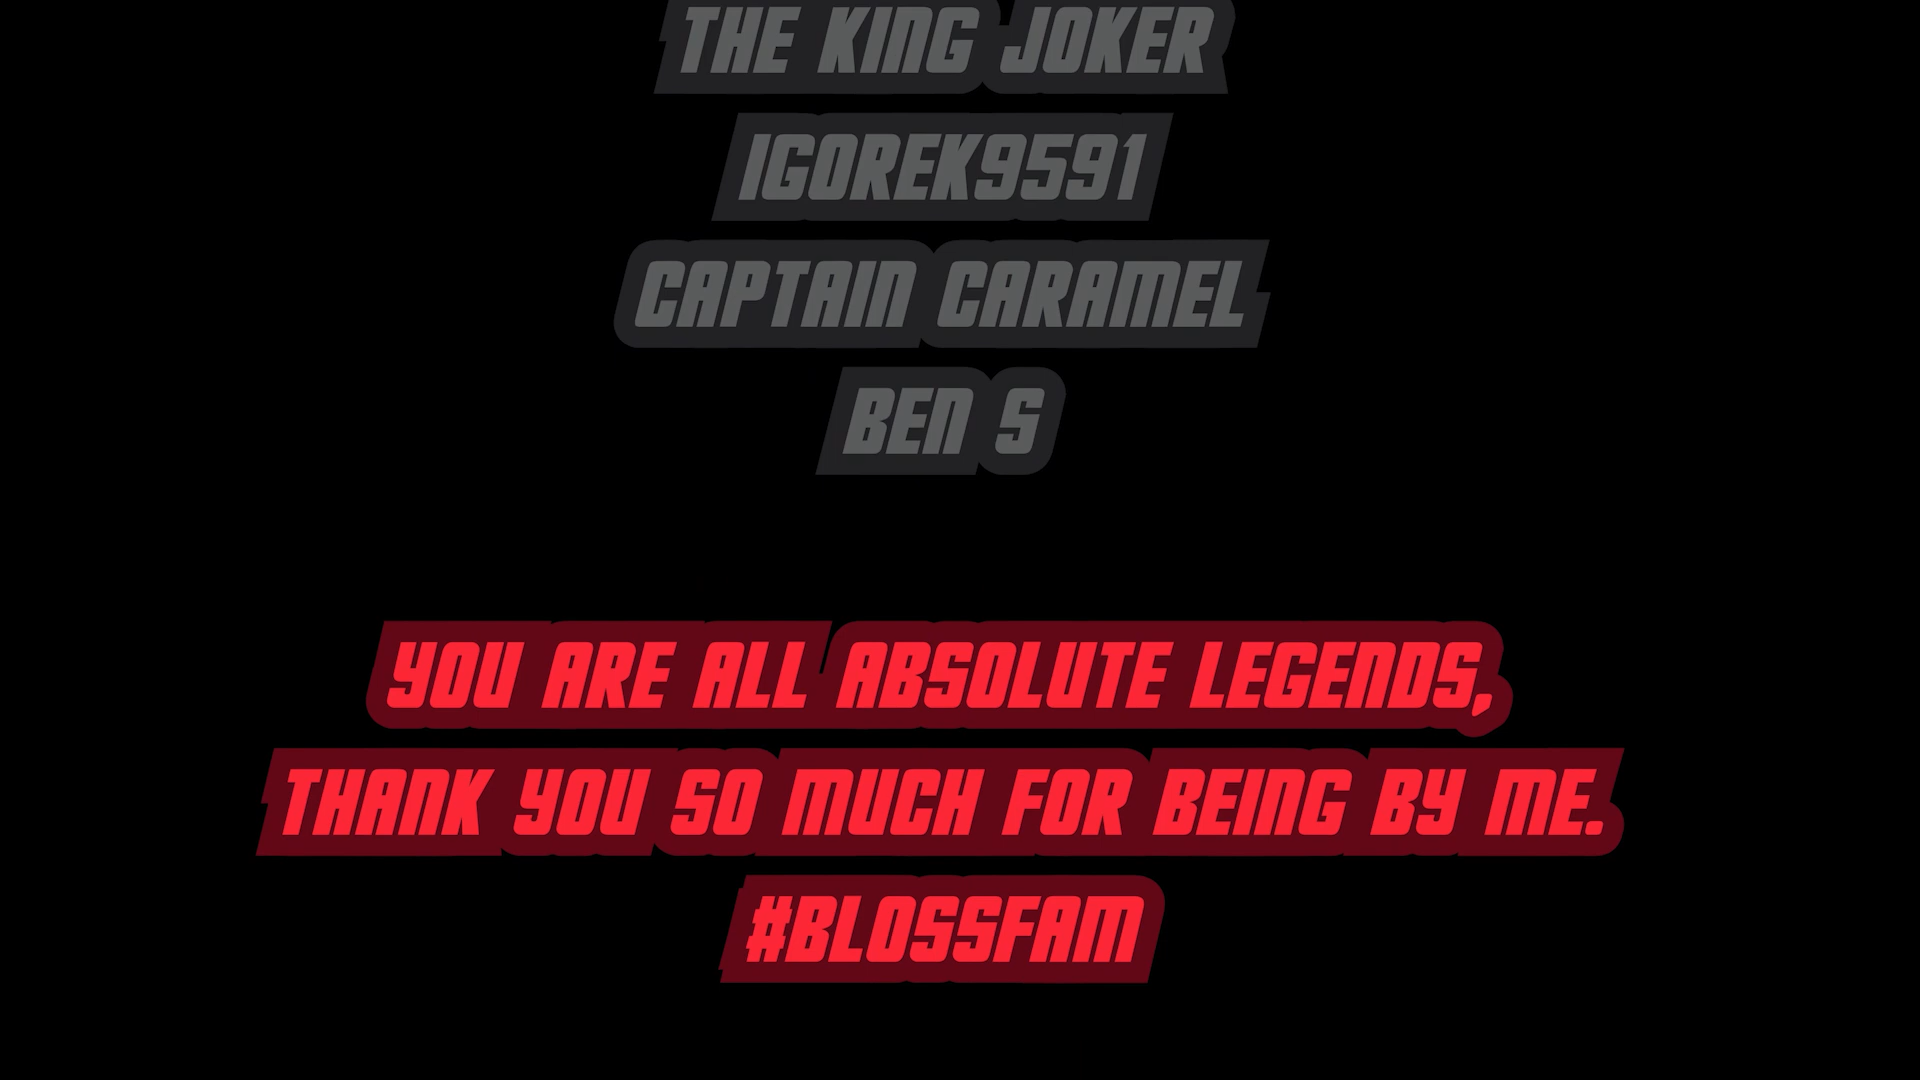 THE KING JOKER
IGOREK9591
CAPTAIN CARAMEL
BEN S
YOU ARE ALL ABSOLUTE LEGENDS,
THANK YOU SO MUCH FOR BEING BY ME.
#BLOSSFAM